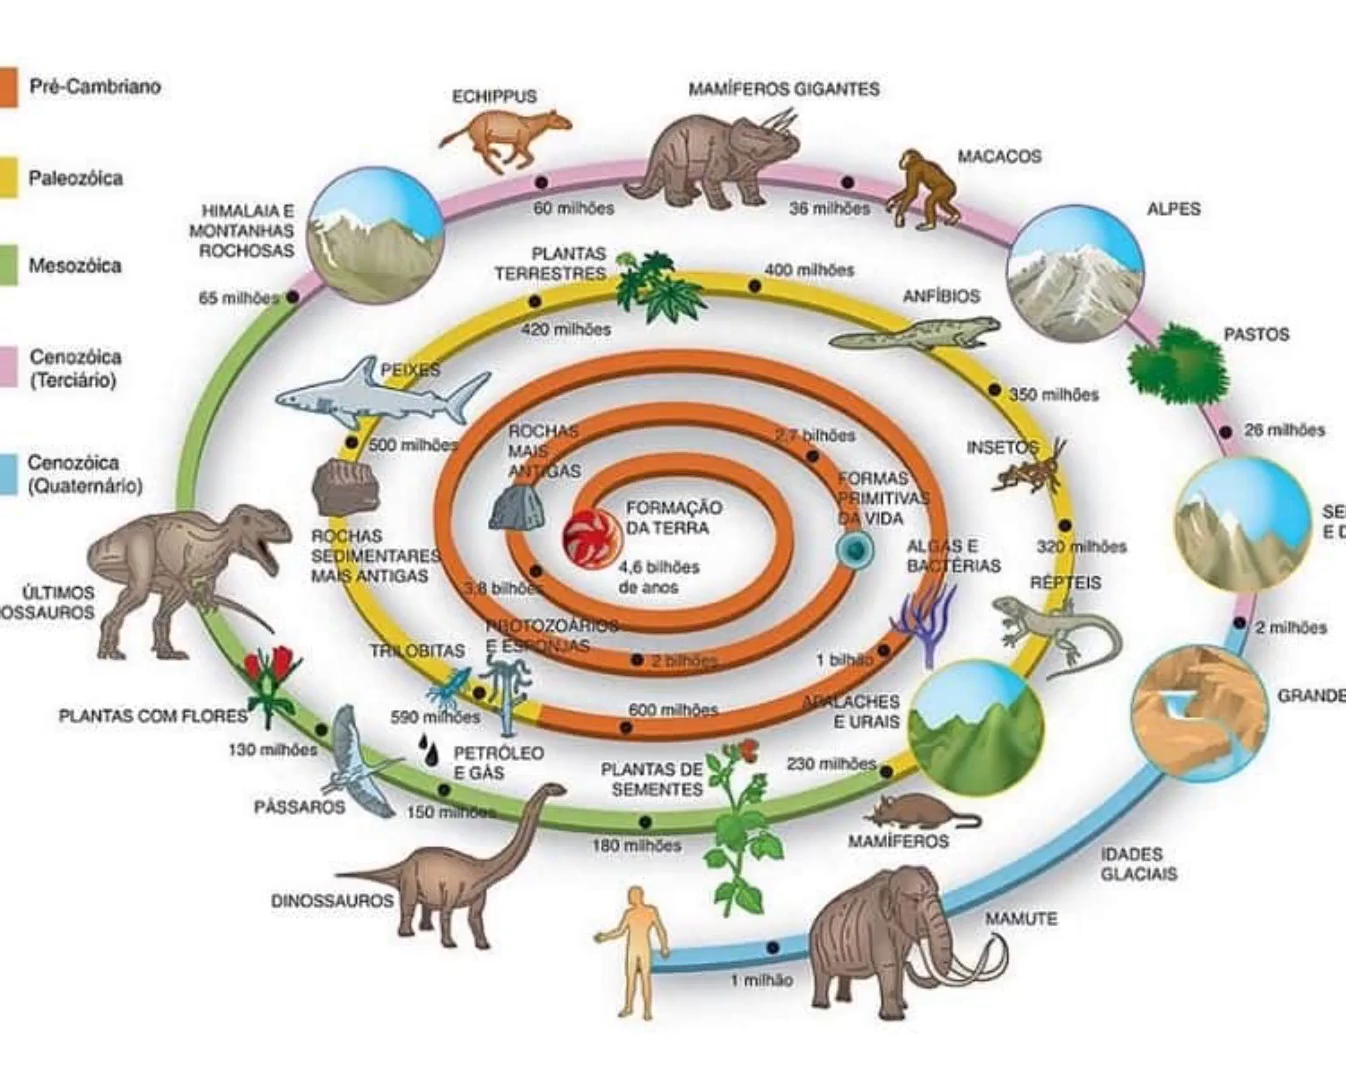 Pré-Cambriano
Paleozóica
Mesozóica
Cenozóica
(Terciário)
Cenozóica
(Quaternário)
ECHIPPUS
MAMÍFEROS GIGANTES
MACACOS
ALPES
HIMALAIA E
MONTANHAS
ROCHOSAS
60 milhões
36 milhões
65 milhões
PASTOS
26 milhões
SE
E D
2 milhões
GRANDE
IDADES
GLACIAIS
MAMUTE
1 milhão
PLANTAS
TERRESTRES
400 milhões
420 milhões
ANFÍBIOS
350 milhões
PEIXES
500 milhões
INSETOS
320 milhões
RÉPTEIS
ROCHAS
SEDIMENTARES
MAIS ANTIGAS
ROCHAS
MAIS
ANTIGAS
2,7 bilhões
FORMAS
PRIMITIVAS
DA VIDA
FORMAÇÃO
DA TERRA
4,6 bilhões
de anos
3,8 bilhões
ALGAS E
BACTÉRIAS
PROTOZOÁRIOS
E ESPONJAS
2 bilhões
1 bilhão
TRILOBITAS
590 milhões
600 milhões
APALACHES
E URAIS
230 milhões
ÚLTIMOS
OSSAUROS
PLANTAS COM FLORES
130 milhões
PETRÓLEO
E GÁS
PÁSSAROS
150 milhões
PLANTAS DE
SEMENTES
180 milhões
MAMÍFEROS
DINOSSAUROS